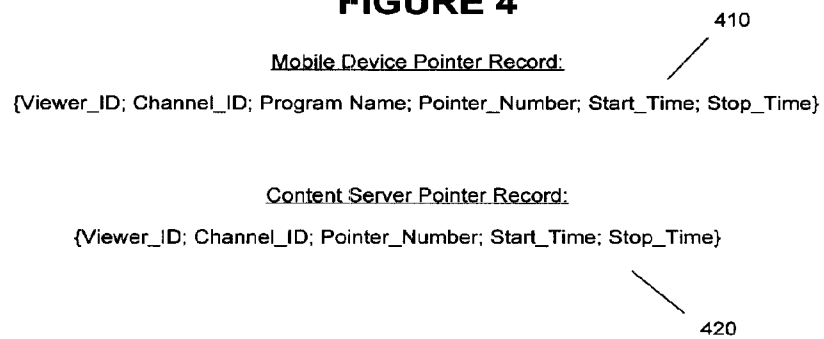 FIGURE 4
410
Mobile Device Pointer Record:
{Viewer_ID; Channel_ID; Program Name; Pointer_Number; Start_Time; Stop_Time}
Content Server Pointer Record:
{Viewer_ID; Channel_ID; Pointer_Number; Start_Time; Stop_Time}
420